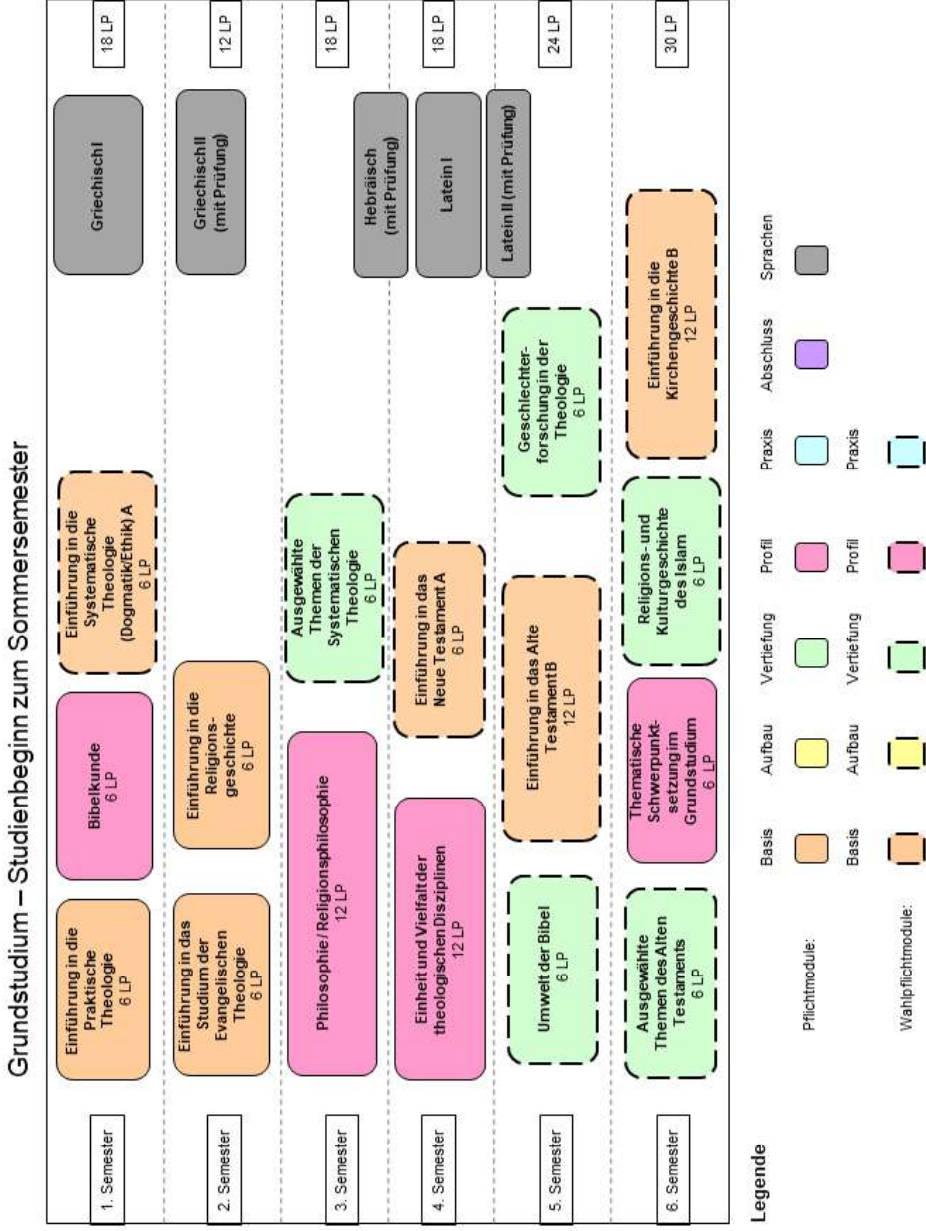 Grundstudium – Studienbeginn zum Sommersemester
1. Semester
Einführung in die
Praktische
Theologie
6 LP
Bibelkunde
6 LP
Einführung in die
Systematische
Theologie
(Dogmatik/Ethik) A
6 LP
Griechisch I
18 LP
2. Semester
Einführung in das
Studium der
Evangelischen
Theologie
6 LP
Einführung in die
Religions-
geschichte
6 LP
Griechisch II
(mit Prüfung)
12 LP
3. Semester
Philosophie / Religionsphilosophie
12 LP
Ausgewählte
Themen der
Systematischen
Theologie
6 LP
18 LP
Hebräisch
(mit Prüfung)
4. Semester
Einheit und Vielfalt der
theologischen Disziplinen
12 LP
Einführung in das
Neue Testament A
6 LP
Latein I
18 LP
Latein II (mit Prüfung)
5. Semester
Umwelt der Bibel
6 LP
Einführung in das Alte
Testament B
12 LP
Geschlechter-
forschung in der
Theologie
6 LP
24 LP
6. Semester
Ausgewählte
Themen des Alten
Testaments
6 LP
Thematische
Schwerpunkt-
setzung im
Grundstudium
6 LP
Religions- und
Kulturgeschichte
des Islam
6 LP
Einführung in die
Kirchengeschichte B
12 LP
30 LP
Legende
Basis Aufbau Vertiefung Profil Praxis Abschluss Sprachen
Pflichtmodule:
Basis Aufbau Vertiefung Profil Praxis
Wahlpflichtmodule: